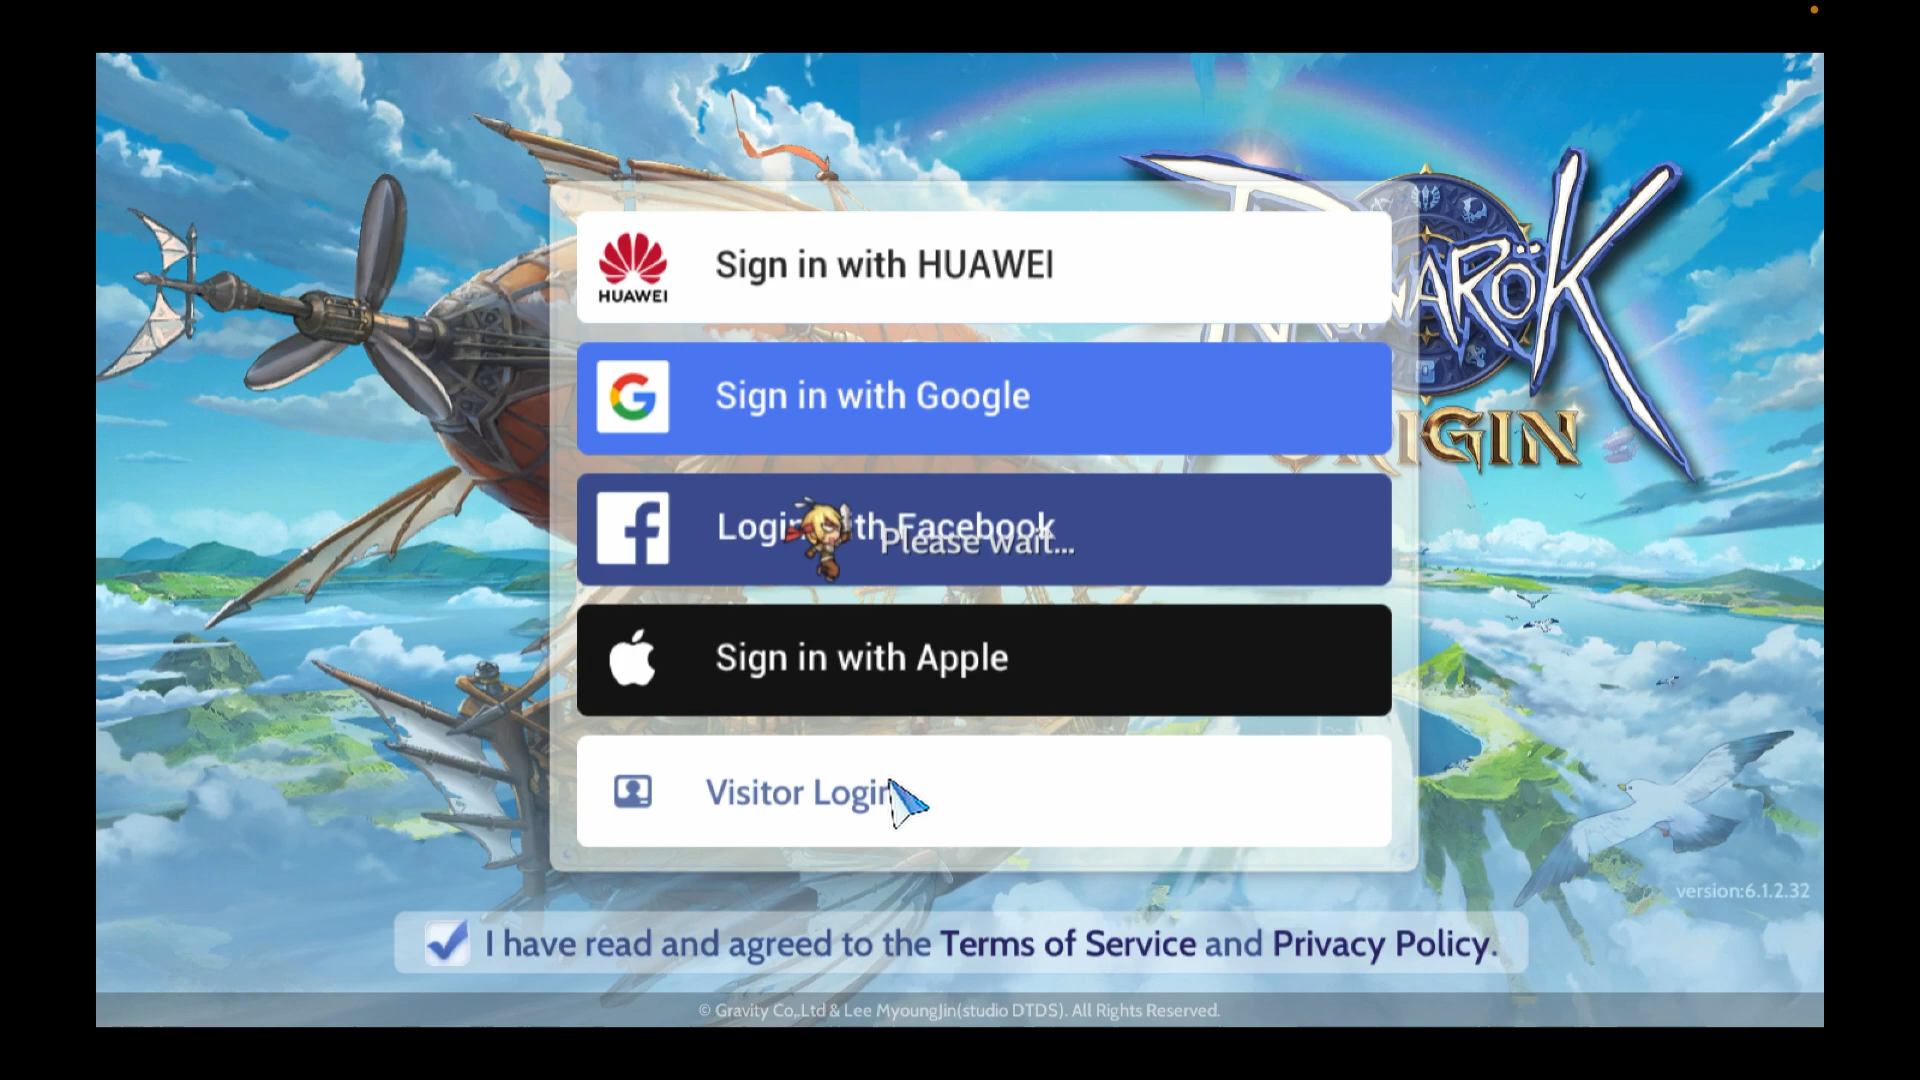 HUAWEI
Sign in with HUAWEI
Sign in with Google
Please wait...
Sign in with Apple
Visitor Login
version:6.1.2.32
I have read and agreed to the Terms of Service and Privacy Policy.
© Gravity Co,.Ltd & Lee MyoungJin(studio DTDS). All Rights Reserved.